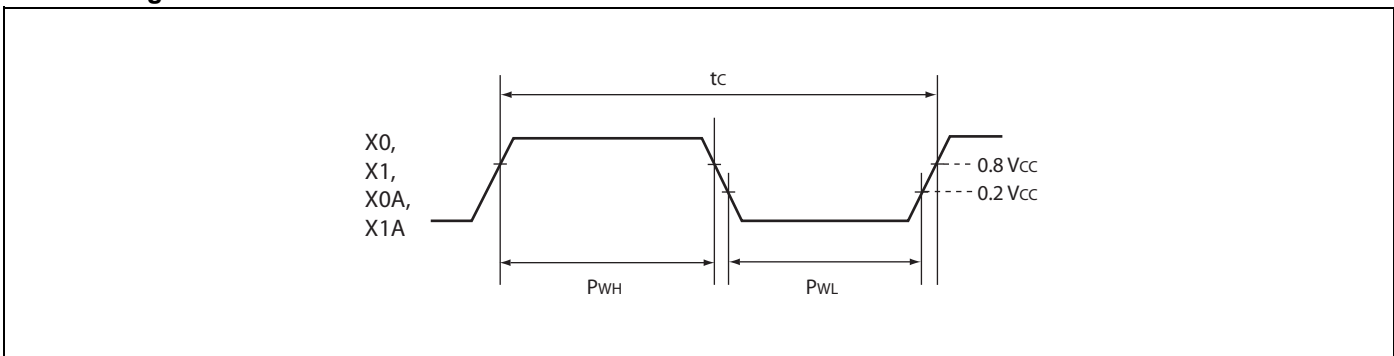 tC
X0,
X1,
X0A,
X1A
0.8 VCC
0.2 VCC
PWH
PWL